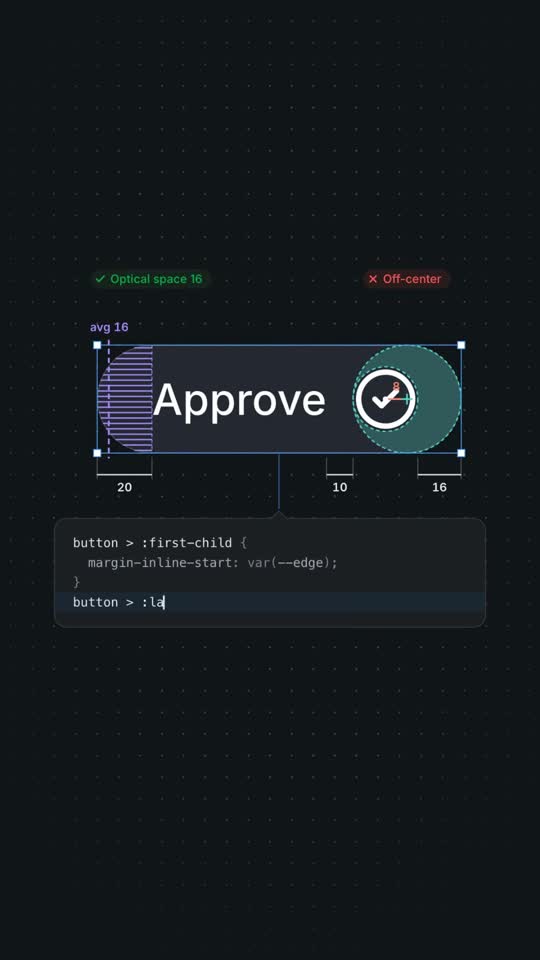 Optical space 16
Off-center
avg 16
Approve
8
20
10
16
button > :first-child {
  margin-inline-start: var(--edge);
}
button > :la